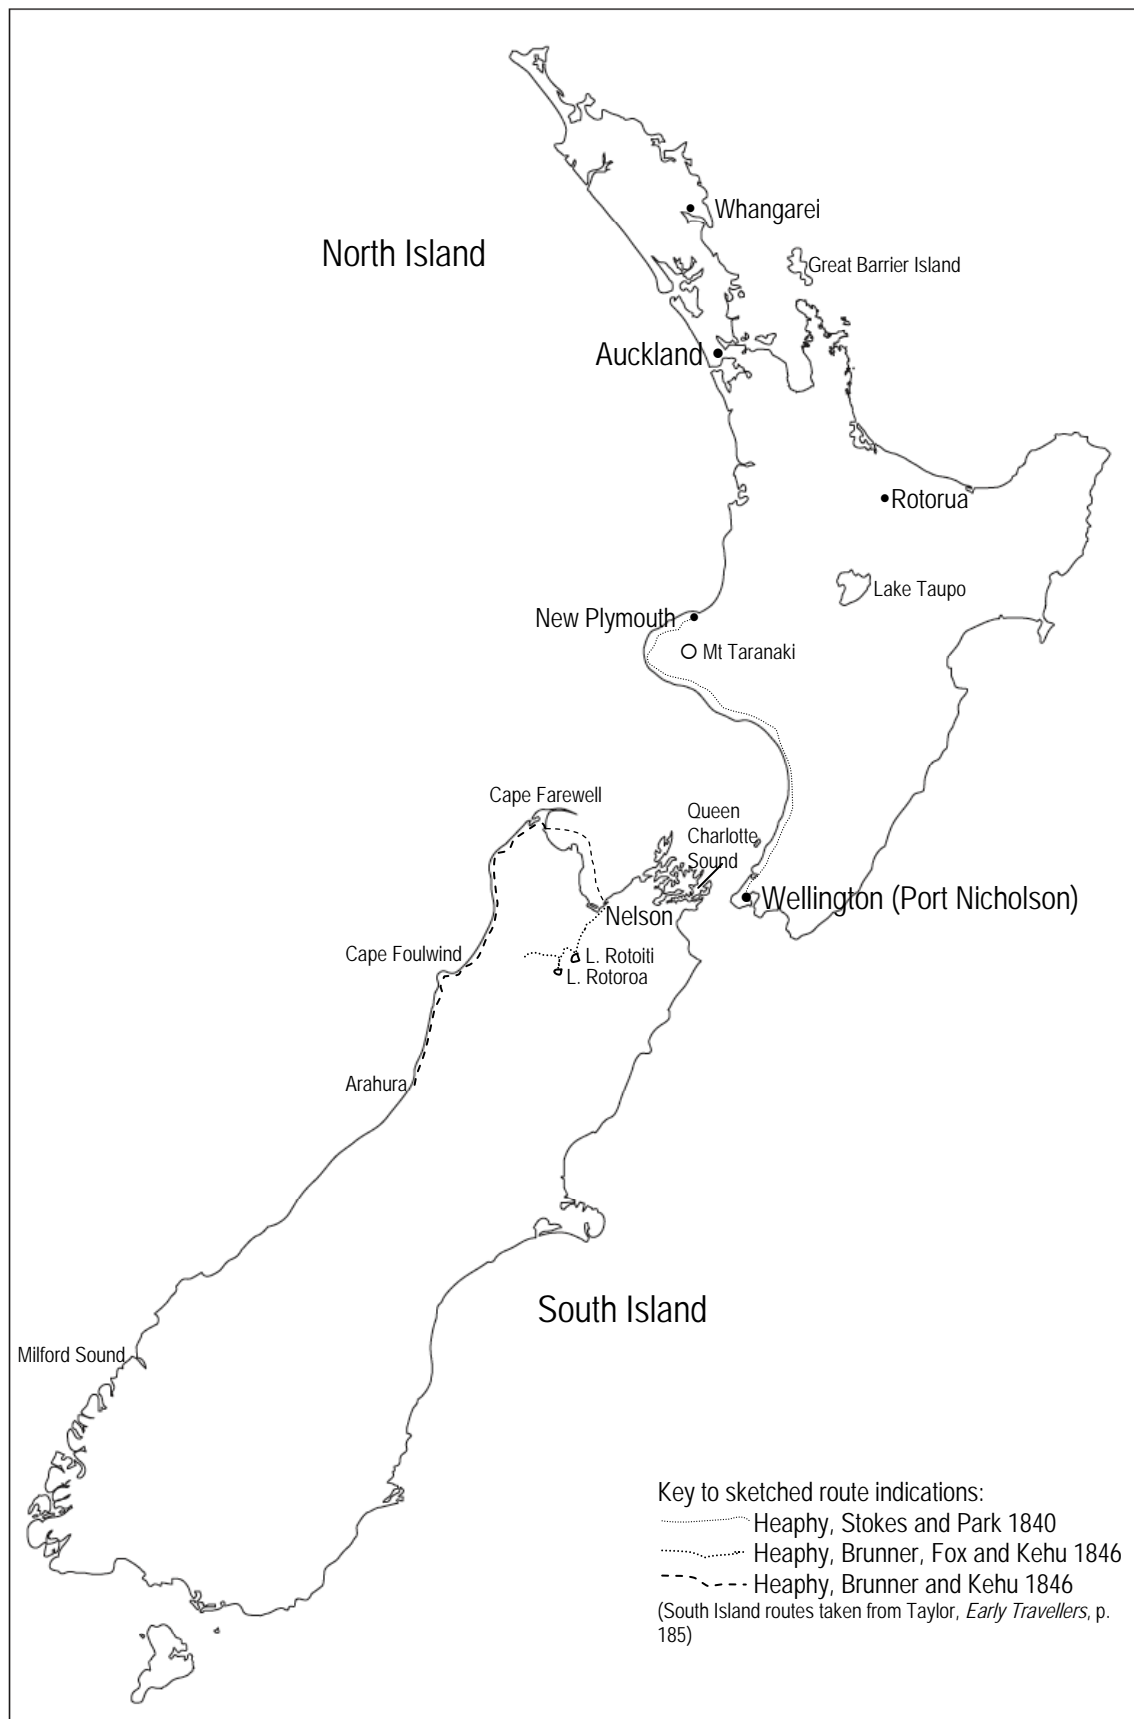 Whangarei
North Island
Great Barrier Island
Auckland
Rotorua
Lake Taupo
New Plymouth
Mt Taranaki
Cape Farewell
Queen
Charlotte
Sound
Wellington (Port Nicholson)
Nelson
Cape Foulwind
L. Rotoiti
L. Rotoroa
Arahura
South Island
Milford Sound
Key to sketched route indications:
Heaphy, Stokes and Park 1840
Heaphy, Brunner, Fox and Kehu 1846
Heaphy, Brunner and Kehu 1846
(South Island routes taken from Taylor, Early Travellers, p.
185)